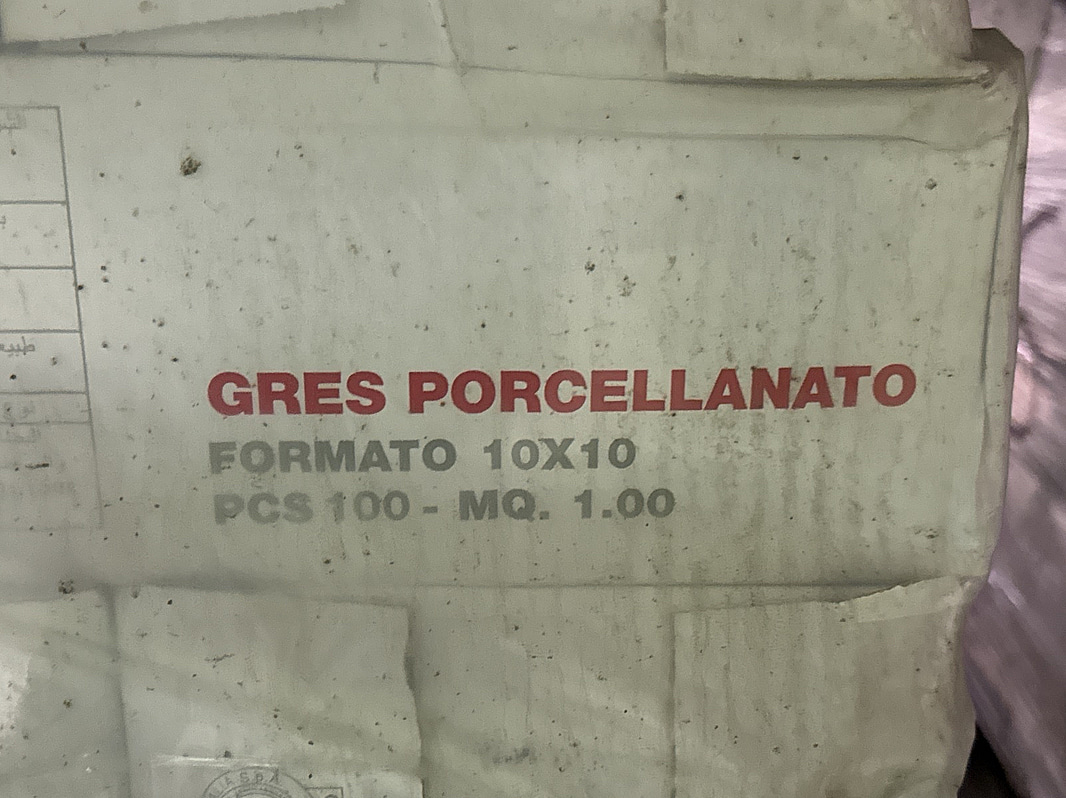 GRES PORCELLANATO
FORMATO 10X10
PCS 100 - MQ. 1.00